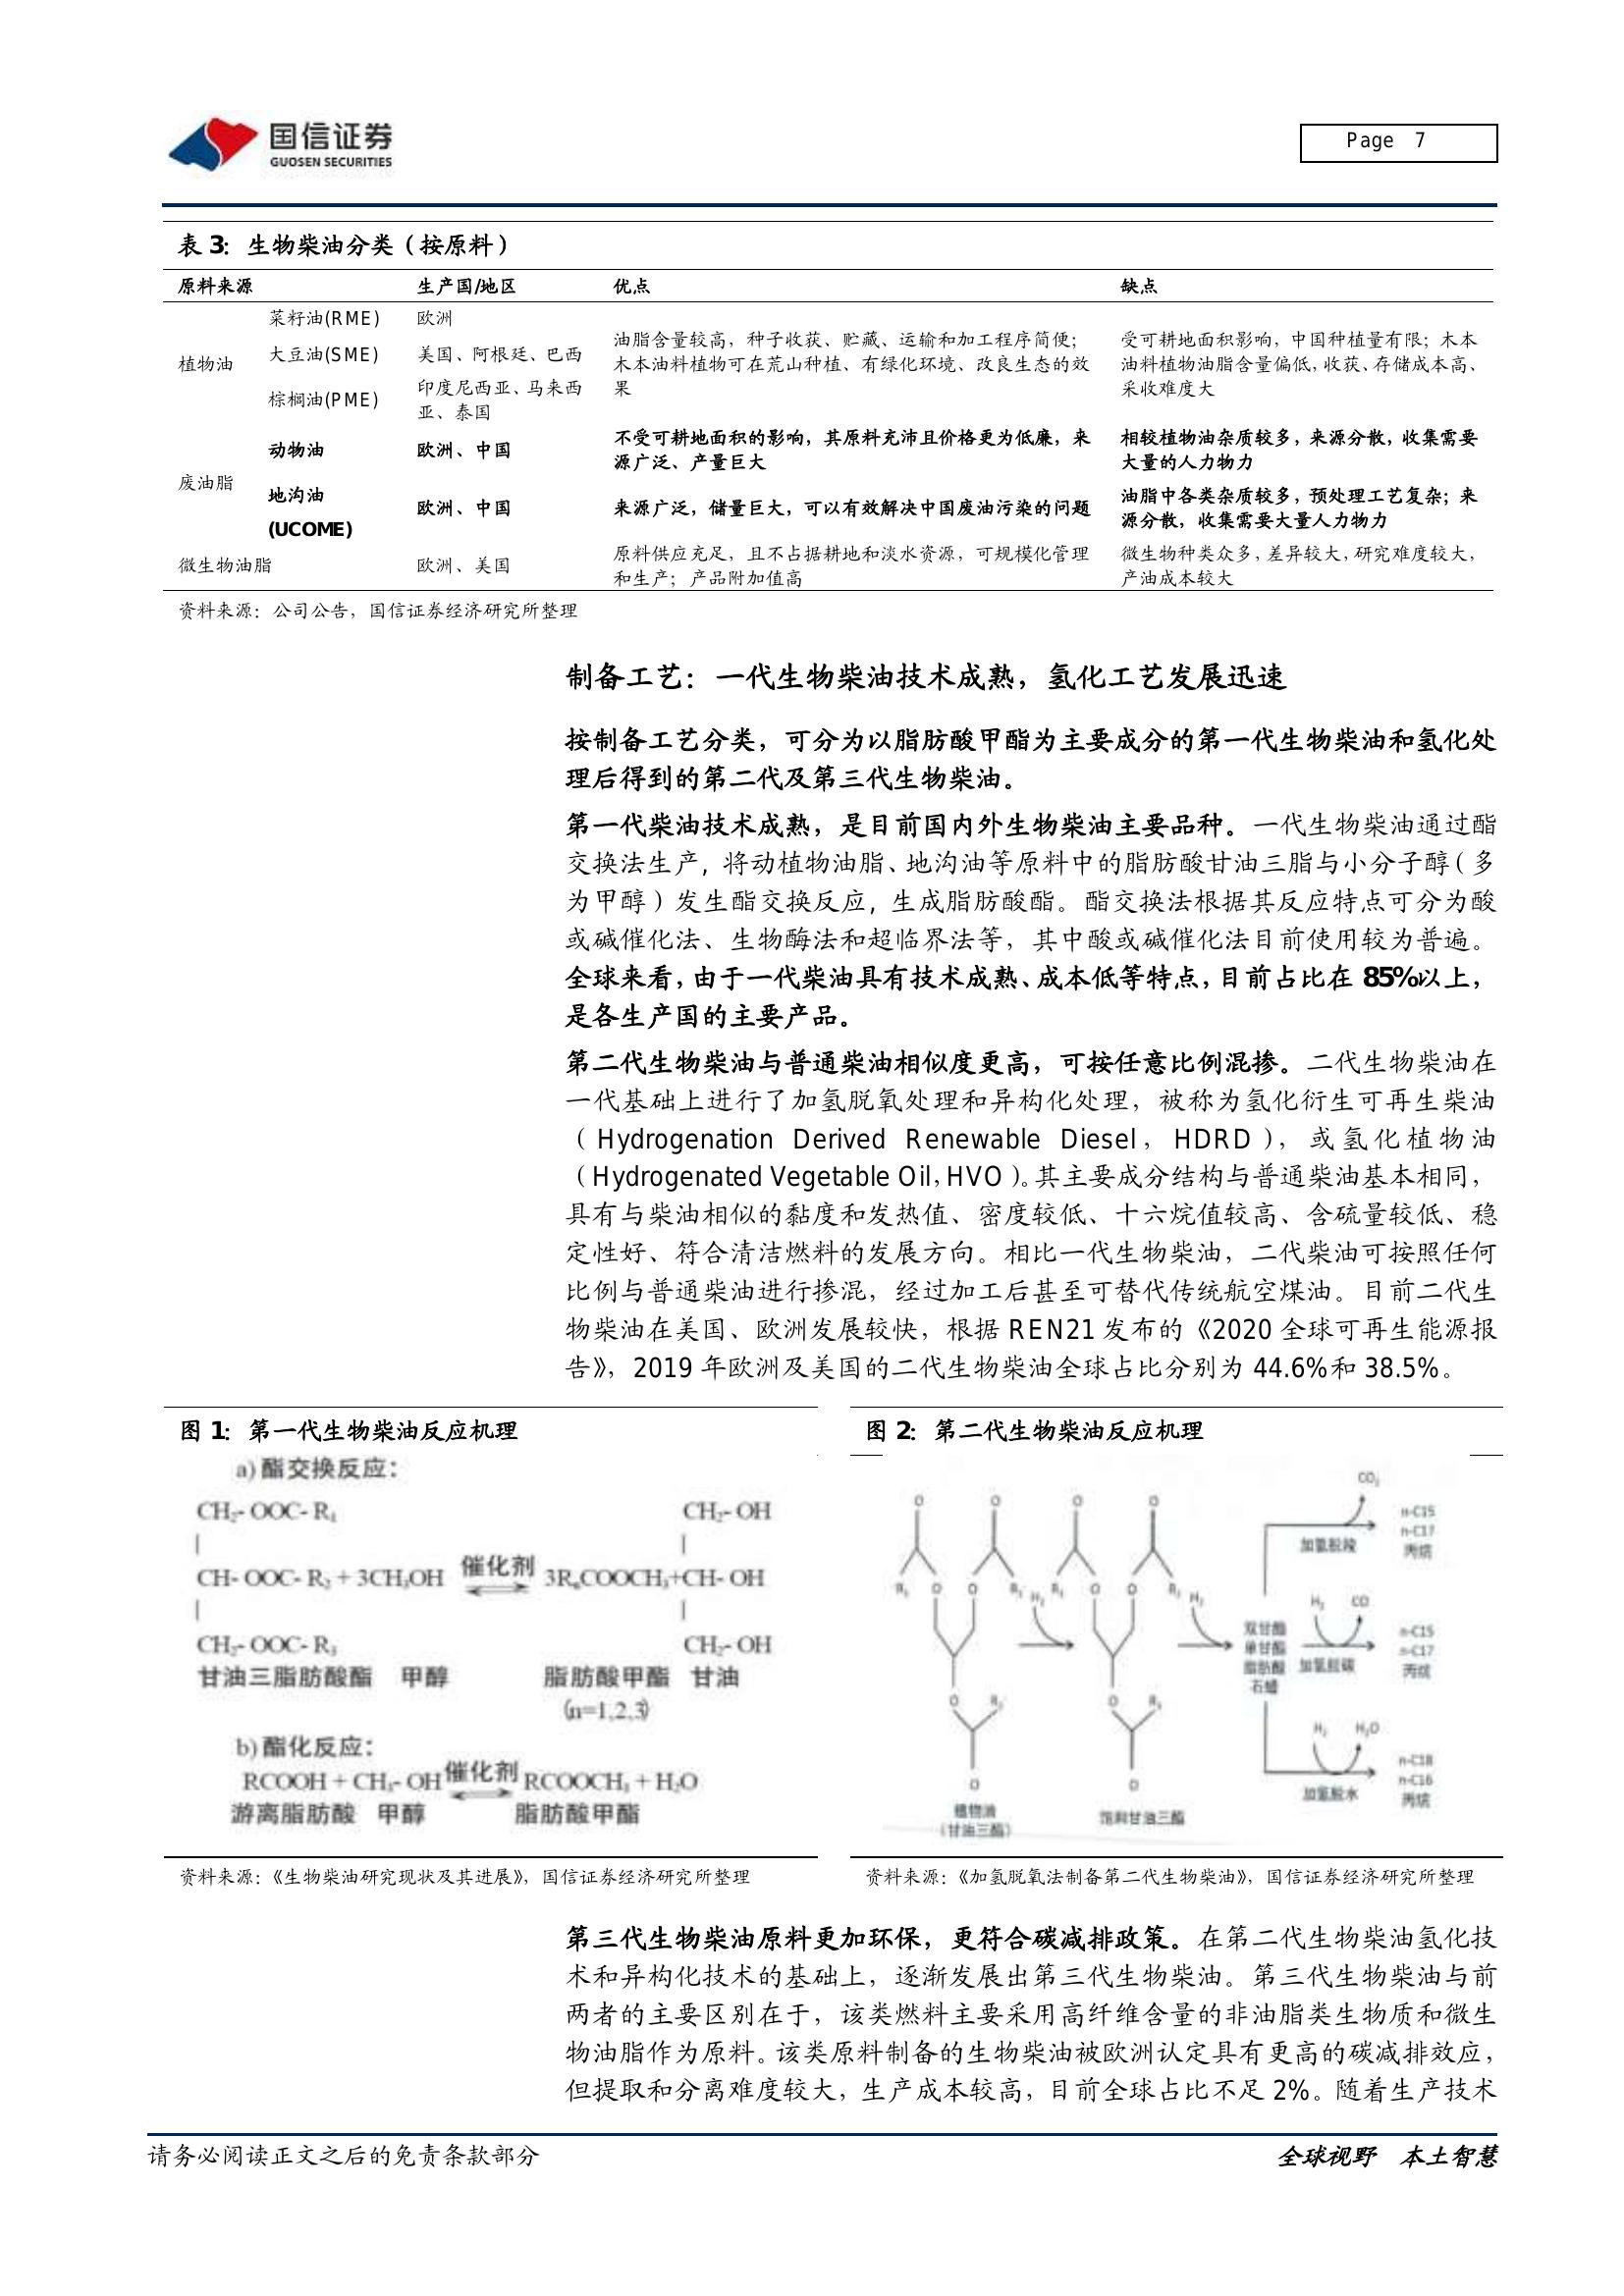 国信证券
GUOSEN SECURITIES
Page 7
表 3：生物柴油分类（按原料）
原料来源 生产国/地区 优点 缺点
植物油
菜籽油(RME) 欧洲
大豆油(SME) 美国、阿根廷、巴西
棕榈油(PME) 印度尼西亚、马来西
亚、泰国
油脂含量较高，种子收获、贮藏、运输和加工程序简便；
木本油料植物可在荒山种植、有绿化环境、改良生态的效
果
受可耕地面积影响，中国种植量有限；木本
油料植物油脂含量偏低，收获、存储成本高、
采收难度大
废油脂
动物油 欧洲、中国
不受可耕地面积的影响，其原料充沛且价格更为低廉，来
源广泛、产量巨大
相较植物油杂质较多，来源分散，收集需要
大量的人力物力
地沟油
(UCOME)
欧洲、中国 来源广泛，储量巨大，可以有效解决中国废油污染的问题
油脂中各类杂质较多，预处理工艺复杂；来
源分散，收集需要大量人力物力
微生物油脂 欧洲、美国
原料供应充足，且不占据耕地和淡水资源，可规模化管理
和生产；产品附加值高
微生物种类众多，差异较大，研究难度较大，
产油成本较大
资料来源：公司公告，国信证券经济研究所整理
制备工艺：一代生物柴油技术成熟，氢化工艺发展迅速
按制备工艺分类，可分为以脂肪酸甲酯为主要成分的第一代生物柴油和氢化处
理后得到的第二代及第三代生物柴油。
第一代柴油技术成熟，是目前国内外生物柴油主要品种。一代生物柴油通过酯
交换法生产，将动植物油脂、地沟油等原料中的脂肪酸甘油三脂与小分子醇（多
为甲醇）发生酯交换反应，生成脂肪酸酯。酯交换法根据其反应特点可分为酸
或碱催化法、生物酶法和超临界法等，其中酸或碱催化法目前使用较为普遍。
全球来看，由于一代柴油具有技术成熟、成本低等特点，目前占比在 85%以上，
是各生产国的主要产品。
第二代生物柴油与普通柴油相似度更高，可按任意比例混掺。二代生物柴油在
一代基础上进行了加氢脱氧处理和异构化处理，被称为氢化衍生可再生柴油
（Hydrogenation Derived Renewable Diesel，HDRD），或氢化植物油
（Hydrogenated Vegetable Oil，HVO）。其主要成分结构与普通柴油基本相同，
具有与柴油相似的黏度和发热值、密度较低、十六烷值较高、含硫量较低、稳
定性好、符合清洁燃料的发展方向。相比一代生物柴油，二代柴油可按照任何
比例与普通柴油进行掺混，经过加工后甚至可替代传统航空煤油。目前二代生
物柴油在美国、欧洲发展较快，根据 REN21 发布的《2020 全球可再生能源报
告》，2019 年欧洲及美国的二代生物柴油全球占比分别为 44.6%和 38.5%。
图 1：第一代生物柴油反应机理
a) 酯交换反应：
CH₂- OOC- R₁ CH₂- OH
CH- OOC- R₂ + 3CH₃OH 催化剂 3RₙCOOCH₃+CH- OH
CH₂- OOC- R₃ CH₂- OH
甘油三脂肪酸酯 甲醇 脂肪酸甲酯 甘油
(n=1,2,3)
b) 酯化反应：
RCOOH + CH₃- OH 催化剂 RCOOCH₃ + H₂O
游离脂肪酸 甲醇 脂肪酸甲酯
图 2：第二代生物柴油反应机理
O O O O CO₂
n-C15
n-C17
丙烷
加氢脱羧
O O H₂ O O H₂
双甘酯
单甘酯
脂肪酸
石蜡
H₂ CO
加氢脱碳
n-C15
n-C17
丙烷
O O
H₂ H₂O
加氢脱水
n-C18
n-C16
丙烷
O O
植物油
（甘油三酯）
饱和甘油三酯
资料来源：《生物柴油研究现状及其进展》，国信证券经济研究所整理
资料来源：《加氢脱氧法制备第二代生物柴油》，国信证券经济研究所整理
第三代生物柴油原料更加环保，更符合碳减排政策。在第二代生物柴油氢化技
术和异构化技术的基础上，逐渐发展出第三代生物柴油。第三代生物柴油与前
两者的主要区别在于，该类燃料主要采用高纤维含量的非油脂类生物质和微生
物油脂作为原料。该类原料制备的生物柴油被欧洲认定具有更高的碳减排效应，
但提取和分离难度较大，生产成本较高，目前全球占比不足 2%。随着生产技术
请务必阅读正文之后的免责条款部分
全球视野 本土智慧